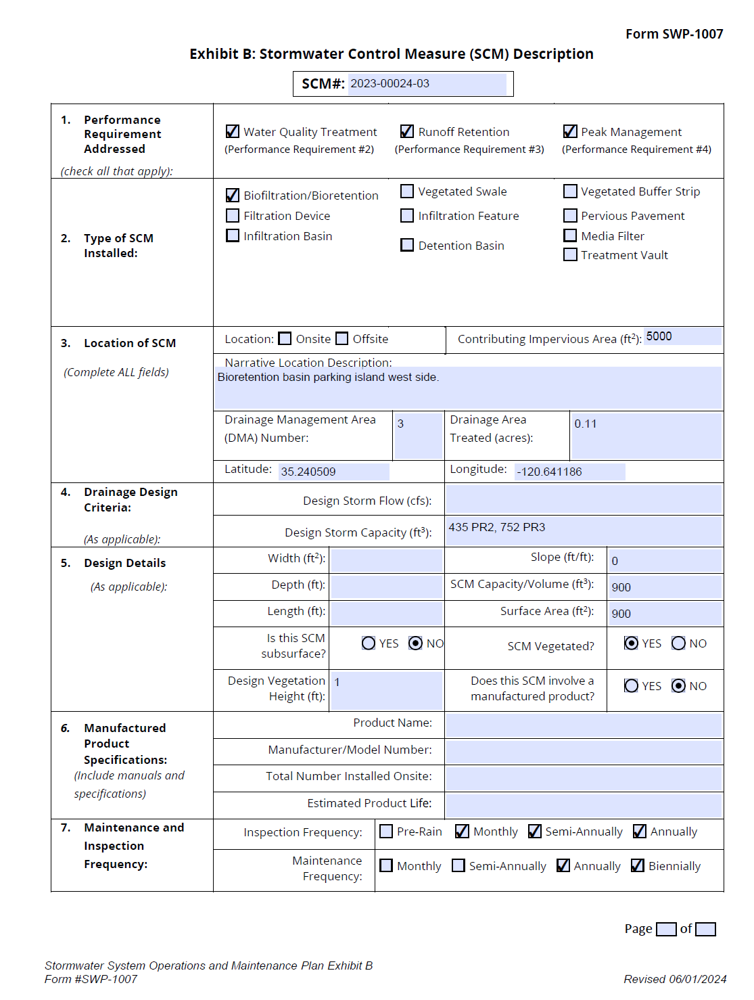 Form SWP-1007
Exhibit B: Stormwater Control Measure (SCM) Description
SCM#: 2023-00024-03
1. Performance Requirement Addressed
(check all that apply):
Water Quality Treatment
(Performance Requirement #2)
Runoff Retention
(Performance Requirement #3)
Peak Management
(Performance Requirement #4)
2. Type of SCM Installed:
Biofiltration/Bioretention
Vegetated Swale
Vegetated Buffer Strip
Filtration Device
Infiltration Feature
Pervious Pavement
Infiltration Basin
Detention Basin
Media Filter
Treatment Vault
3. Location of SCM
(Complete ALL fields)
Location: Onsite Offsite
Contributing Impervious Area (ft²): 5000
Narrative Location Description:
Bioretention basin parking island west side.
Drainage Management Area
(DMA) Number:
3
Drainage Area
Treated (acres):
0.11
Latitude: 35.240509
Longitude: -120.641186
4. Drainage Design
Criteria:
(As applicable):
Design Storm Flow (cfs):
Design Storm Capacity (ft³): 435 PR2, 752 PR3
5. Design Details
(As applicable):
Width (ft²):
Slope (ft/ft): 0
Depth (ft):
SCM Capacity/Volume (ft³): 900
Length (ft):
Surface Area (ft²): 900
Is this SCM
subsurface?
YES NO
SCM Vegetated? YES NO
Design Vegetation
Height (ft):
1
Does this SCM involve a
manufactured product?
YES NO
6. Manufactured
Product
Specifications:
(Include manuals and
specifications)
Product Name:
Manufacturer/Model Number:
Total Number Installed Onsite:
Estimated Product Life:
7. Maintenance and
Inspection
Frequency:
Inspection Frequency: Pre-Rain Monthly Semi-Annually Annually
Maintenance
Frequency:
Monthly Semi-Annually Annually Biennially
Page of
Stormwater System Operations and Maintenance Plan Exhibit B
Form #SWP-1007
Revised 06/01/2024